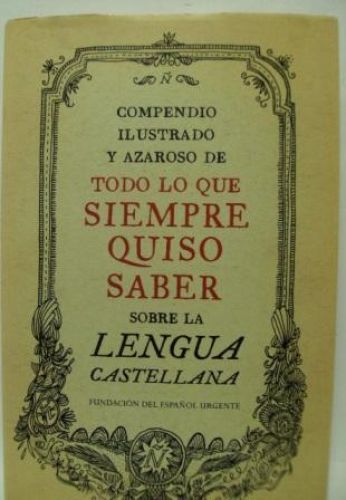 Ñ
COMPENDIO
ILUSTRADO
Y AZAROSO DE
TODO LO QUE
SIEMPRE
QUISO
SABER
SOBRE LA
LENGUA
CASTELLANA
FUNDACIÓN DEL ESPAÑOL URGENTE